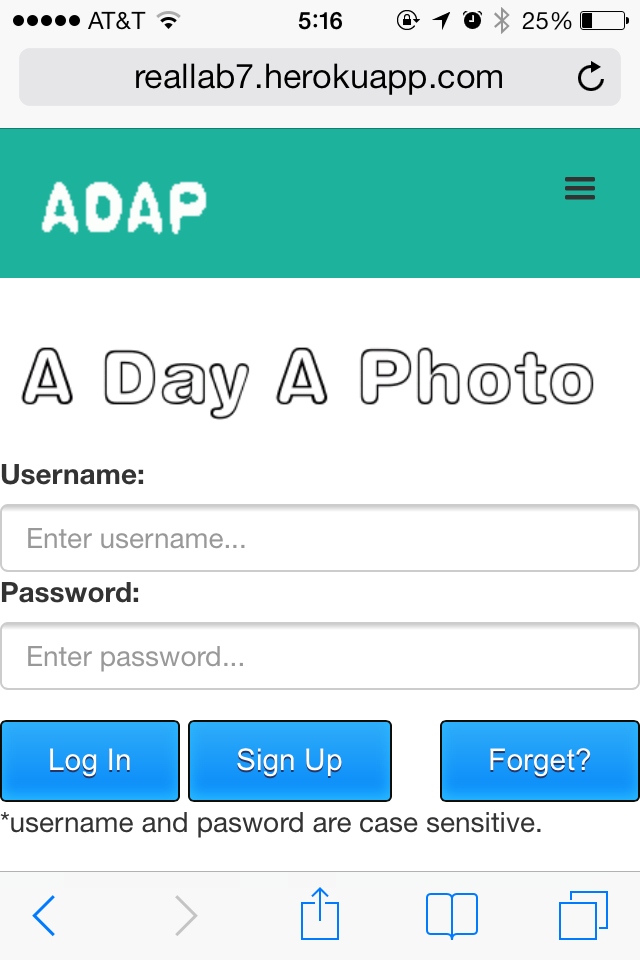 AT&T 5:16 25%
reallab7.herokuapp.com
ADAP
A Day A Photo
Username:
Enter username...
Password:
Enter password...
Log In Sign Up Forget?
*username and pasword are case sensitive.